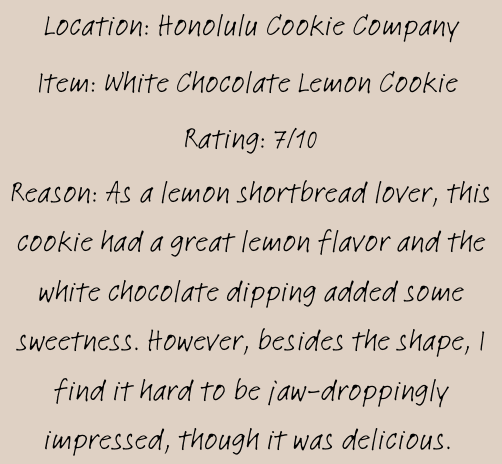 Location: Honolulu Cookie Company
Item: White Chocolate Lemon Cookie
Rating: 7/10
Reason: As a lemon shortbread lover, this
cookie had a great lemon flavor and the
white chocolate dipping added some
sweetness. However, besides the shape, I
find it hard to be jaw-droppingly
impressed, though it was delicious.